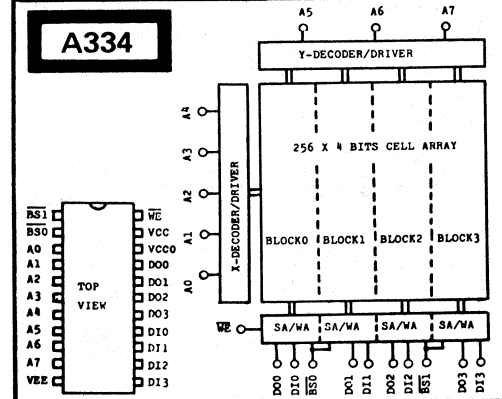 A334
A5 A6 A7
Y-DECODER/DRIVER
A4
A3
A2
A1
A0
X-DECODER/DRIVER
256 X 4 BITS CELL ARRAY
BLOCK0 BLOCK1 BLOCK2 BLOCK3
WE SA/WA SA/WA SA/WA SA/WA
DO0 DI0 BS0 DO1 DI1 DO2 DI2 BS1 DO3 DI3
BS1 WE
BS0 VCC
A0 VCCO
A1 DO0
A2 DO1
A3 DO2
A4 DO3
A5 DI0
A6 DI1
A7 DI2
VEE DI3
TOP
VIEW